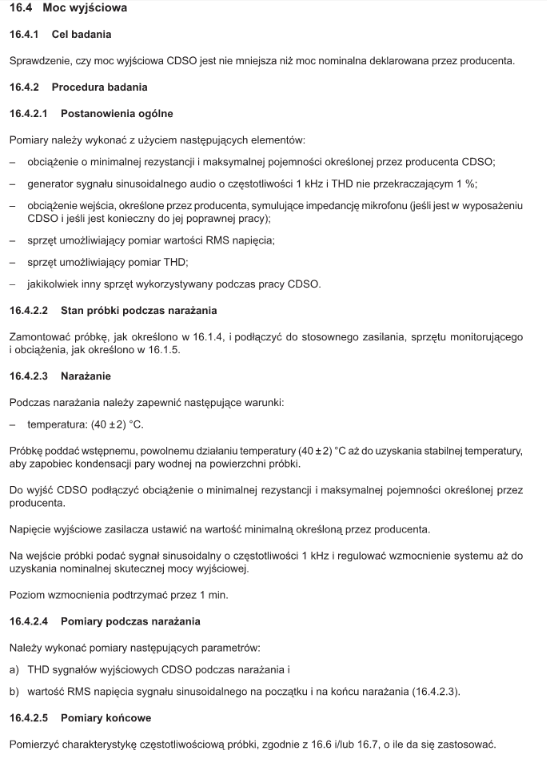 16.4 Moc wyjściowa
16.4.1 Cel badania
Sprawdzenie, czy moc wyjściowa CDSO jest nie mniejsza niż moc nominalna deklarowana przez producenta.
16.4.2 Procedura badania
16.4.2.1 Postanowienia ogólne
Pomiary należy wykonać z użyciem następujących elementów:
– obciążenie o minimalnej rezystancji i maksymalnej pojemności określonej przez producenta CDSO;
– generator sygnału sinusoidalnego audio o częstotliwości 1 kHz i THD nie przekraczającym 1 %;
– obciążenie wejścia, określone przez producenta, symulujące impedancję mikrofonu (jeśli jest w wyposażeniu
CDSO i jeśli jest konieczny do jej poprawnej pracy);
– sprzęt umożliwiający pomiar wartości RMS napięcia;
– sprzęt umożliwiający pomiar THD;
– jakikolwiek inny sprzęt wykorzystywany podczas pracy CDSO.
16.4.2.2 Stan próbki podczas narażania
Zamontować próbkę, jak określono w 16.1.4, i podłączyć do stosownego zasilania, sprzętu monitorującego
i obciążenia, jak określono w 16.1.5.
16.4.2.3 Narażanie
Podczas narażania należy zapewnić następujące warunki:
– temperatura: (40 ± 2) °C.
Próbkę poddać wstępnemu, powolnemu działaniu temperatury (40 ± 2) °C aż do uzyskania stabilnej temperatury,
aby zapobiec kondensacji pary wodnej na powierzchni próbki.
Do wyjść CDSO podłączyć obciążenie o minimalnej rezystancji i maksymalnej pojemności określonej przez
producenta.
Napięcie wyjściowe zasilacza ustawić na wartość minimalną określoną przez producenta.
Na wejście próbki podać sygnał sinusoidalny o częstotliwości 1 kHz i regulować wzmocnienie systemu aż do
uzyskania nominalnej skutecznej mocy wyjściowej.
Poziom wzmocnienia podtrzymać przez 1 min.
16.4.2.4 Pomiary podczas narażania
Należy wykonać pomiary następujących parametrów:
a) THD sygnałów wyjściowych CDSO podczas narażania i
b) wartość RMS napięcia sygnału sinusoidalnego na początku i na końcu narażania (16.4.2.3).
16.4.2.5 Pomiary końcowe
Pomierzyć charakterystykę częstotliwościową próbki, zgodnie z 16.6 i/lub 16.7, o ile da się zastosować.